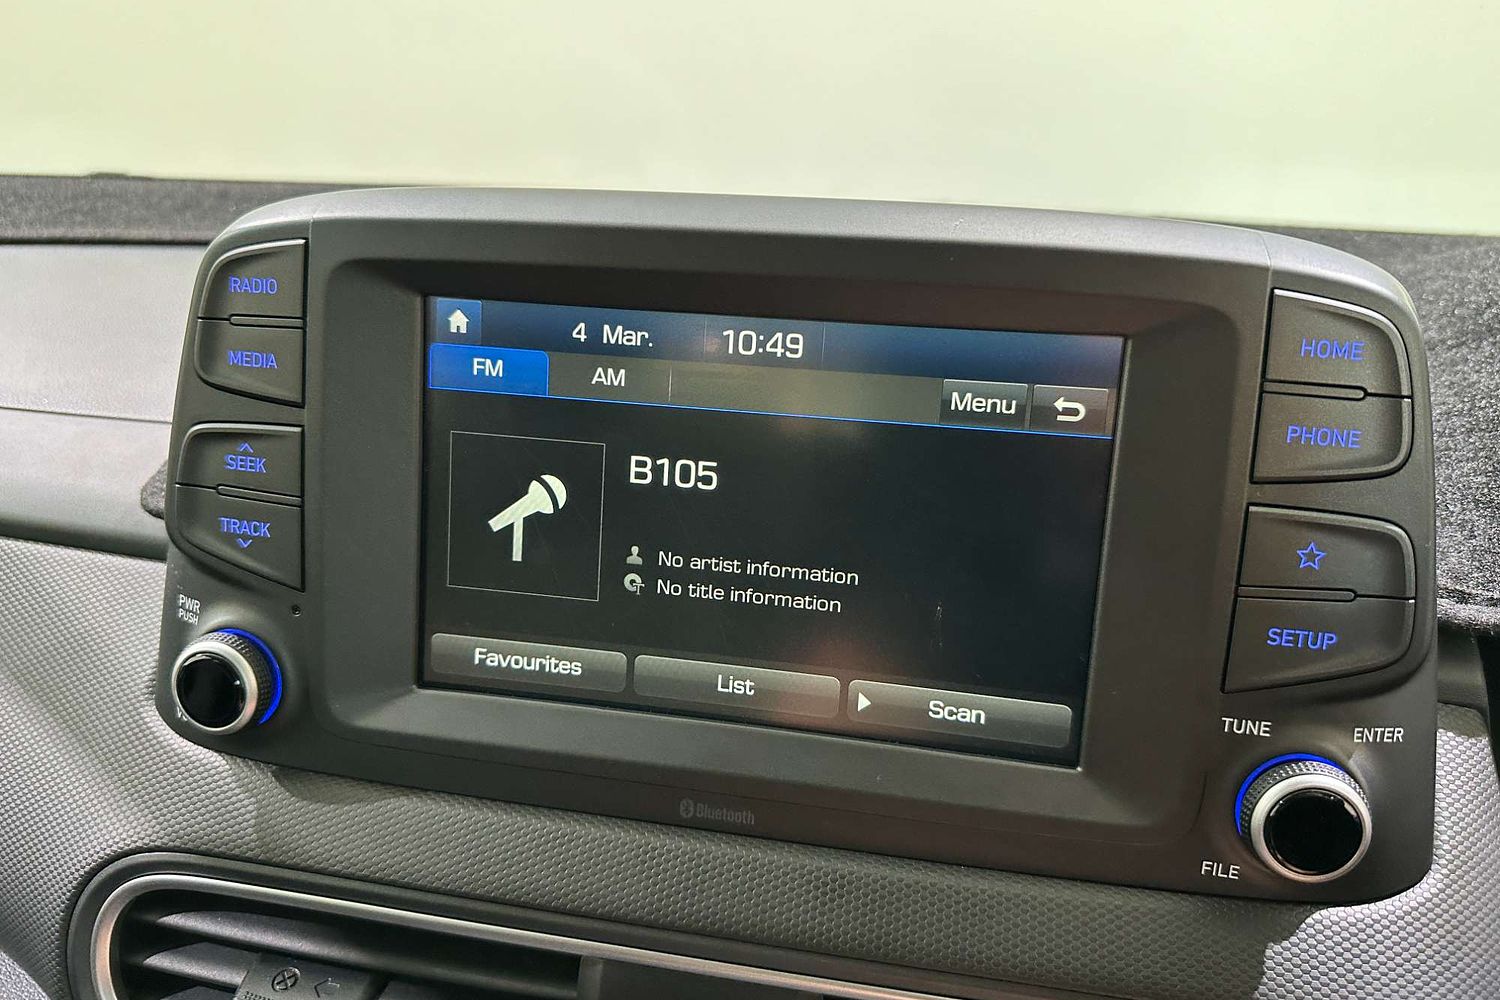 RADIO
MEDIA
SEEK
TRACK
PWR
PUSH
4 Mar.
10:49
FM
AM
Menu
B105
No artist information
No title information
Favourites
List
Scan
Bluetooth
HOME
PHONE
SETUP
TUNE
ENTER
FILE